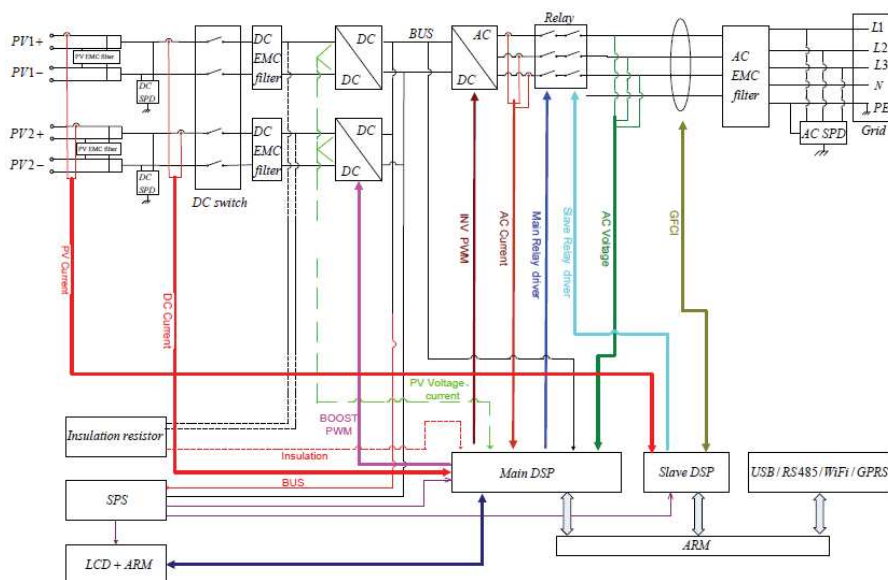 PV1+
PV EMC filter
PV1−
DC
SPD
PV2+
PV EMC filter
PV2−
DC
SPD
DC switch
DC
EMC
filter
DC
EMC
filter
DC
DC
DC
DC
BUS
AC
DC
Relay
AC
EMC
filter
L1
L2
L3
N
PE
Grid
AC SPD
PV Current
DC Current
INV PWM
AC Current
Main Relay driver
Slave Relay driver
AC Voltage
GFCI
PV Voltage
current
BOOST
PWM
Insulation resistor
Insulation
BUS
SPS
LCD + ARM
Main DSP
Slave DSP
USB / RS485 / WiFi / GPRS
ARM